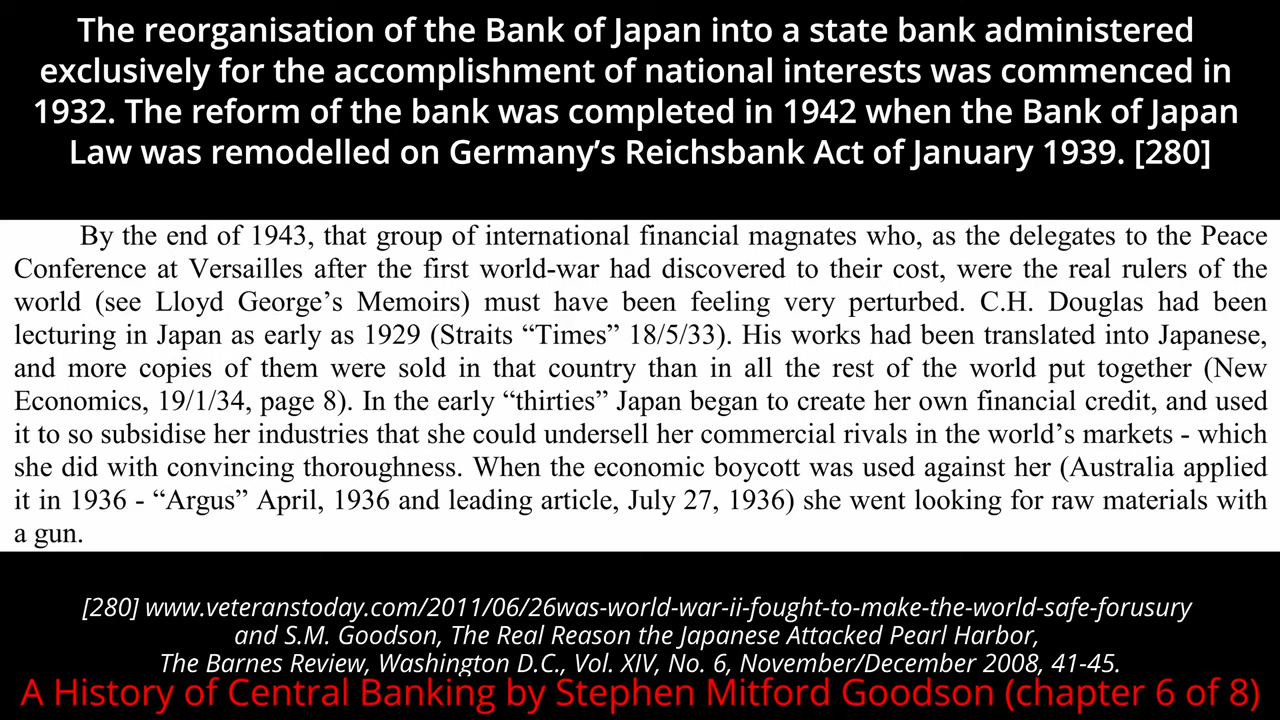 The reorganisation of the Bank of Japan into a state bank administered
exclusively for the accomplishment of national interests was commenced in
1932. The reform of the bank was completed in 1942 when the Bank of Japan
Law was remodelled on Germany’s Reichsbank Act of January 1939. [280]
By the end of 1943, that group of international financial magnates who, as the delegates to the Peace
Conference at Versailles after the first world-war had discovered to their cost, were the real rulers of the
world (see Lloyd George’s Memoirs) must have been feeling very perturbed. C.H. Douglas had been
lecturing in Japan as early as 1929 (Straits “Times” 18/5/33). His works had been translated into Japanese,
and more copies of them were sold in that country than in all the rest of the world put together (New
Economics, 19/1/34, page 8). In the early “thirties” Japan began to create her own financial credit, and used
it to so subsidise her industries that she could undersell her commercial rivals in the world’s markets - which
she did with convincing thoroughness. When the economic boycott was used against her (Australia applied
it in 1936 - “Argus” April, 1936 and leading article, July 27, 1936) she went looking for raw materials with
a gun.
[280] www.veteranstoday.com/2011/06/26was-world-war-ii-fought-to-make-the-world-safe-forusury
and S.M. Goodson, The Real Reason the Japanese Attacked Pearl Harbor,
The Barnes Review, Washington D.C., Vol. XIV, No. 6, November/December 2008, 41-45.
A History of Central Banking by Stephen Mitford Goodson (chapter 6 of 8)